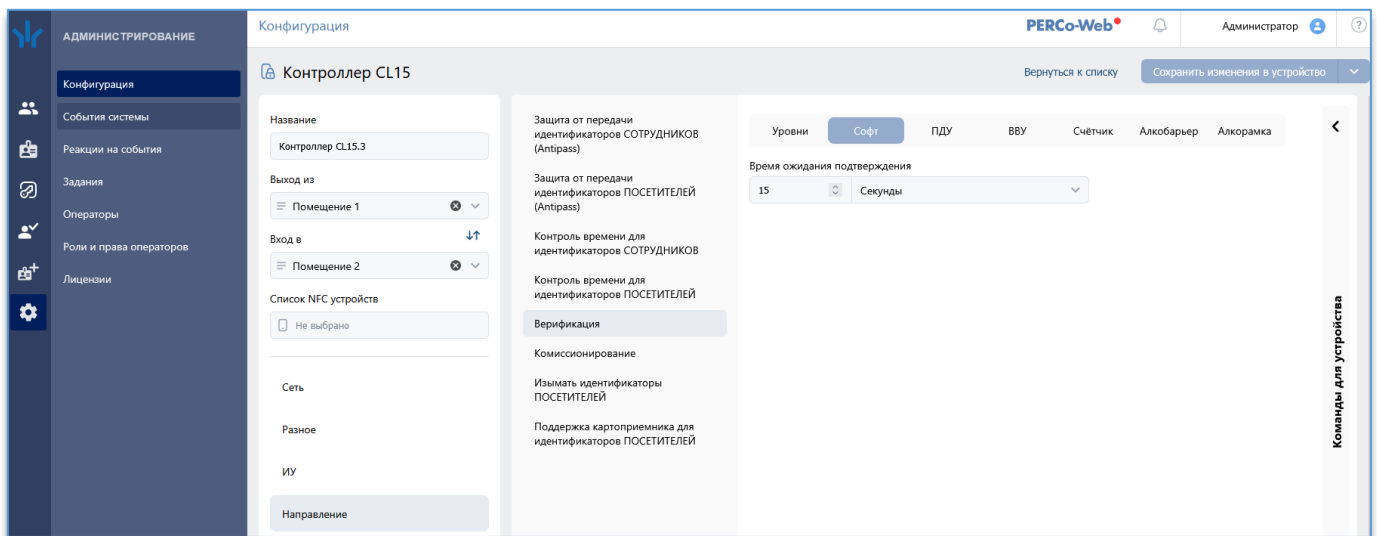 АДМИНИСТРИРОВАНИЕ
Конфигурация
События системы
Реакции на события
Задания
Операторы
Роли и права операторов
Лицензии
Конфигурация
PERCo-Web
Администратор
?
Контроллер CL15
Вернуться к списку
Сохранить изменения в устройство
Название
Контроллер CL15.3
Выход из
Помещение 1
Вход в
Помещение 2
Список NFC устройств
Не выбрано
Сеть
Разное
ИУ
Направление
Защита от передачи
идентификаторов СОТРУДНИКОВ
(Antipass)
Защита от передачи
идентификаторов ПОСЕТИТЕЛЕЙ
(Antipass)
Контроль времени для
идентификаторов СОТРУДНИКОВ
Контроль времени для
идентификаторов ПОСЕТИТЕЛЕЙ
Верификация
Комиссионирование
Изымать идентификаторы
ПОСЕТИТЕЛЕЙ
Поддержка картоприемника для
идентификаторов ПОСЕТИТЕЛЕЙ
Уровни Софт ПДУ ВВУ Счётчик Алкобарьер Алкорамка
Время ожидания подтверждения
15 Секунды
Команды для устройства